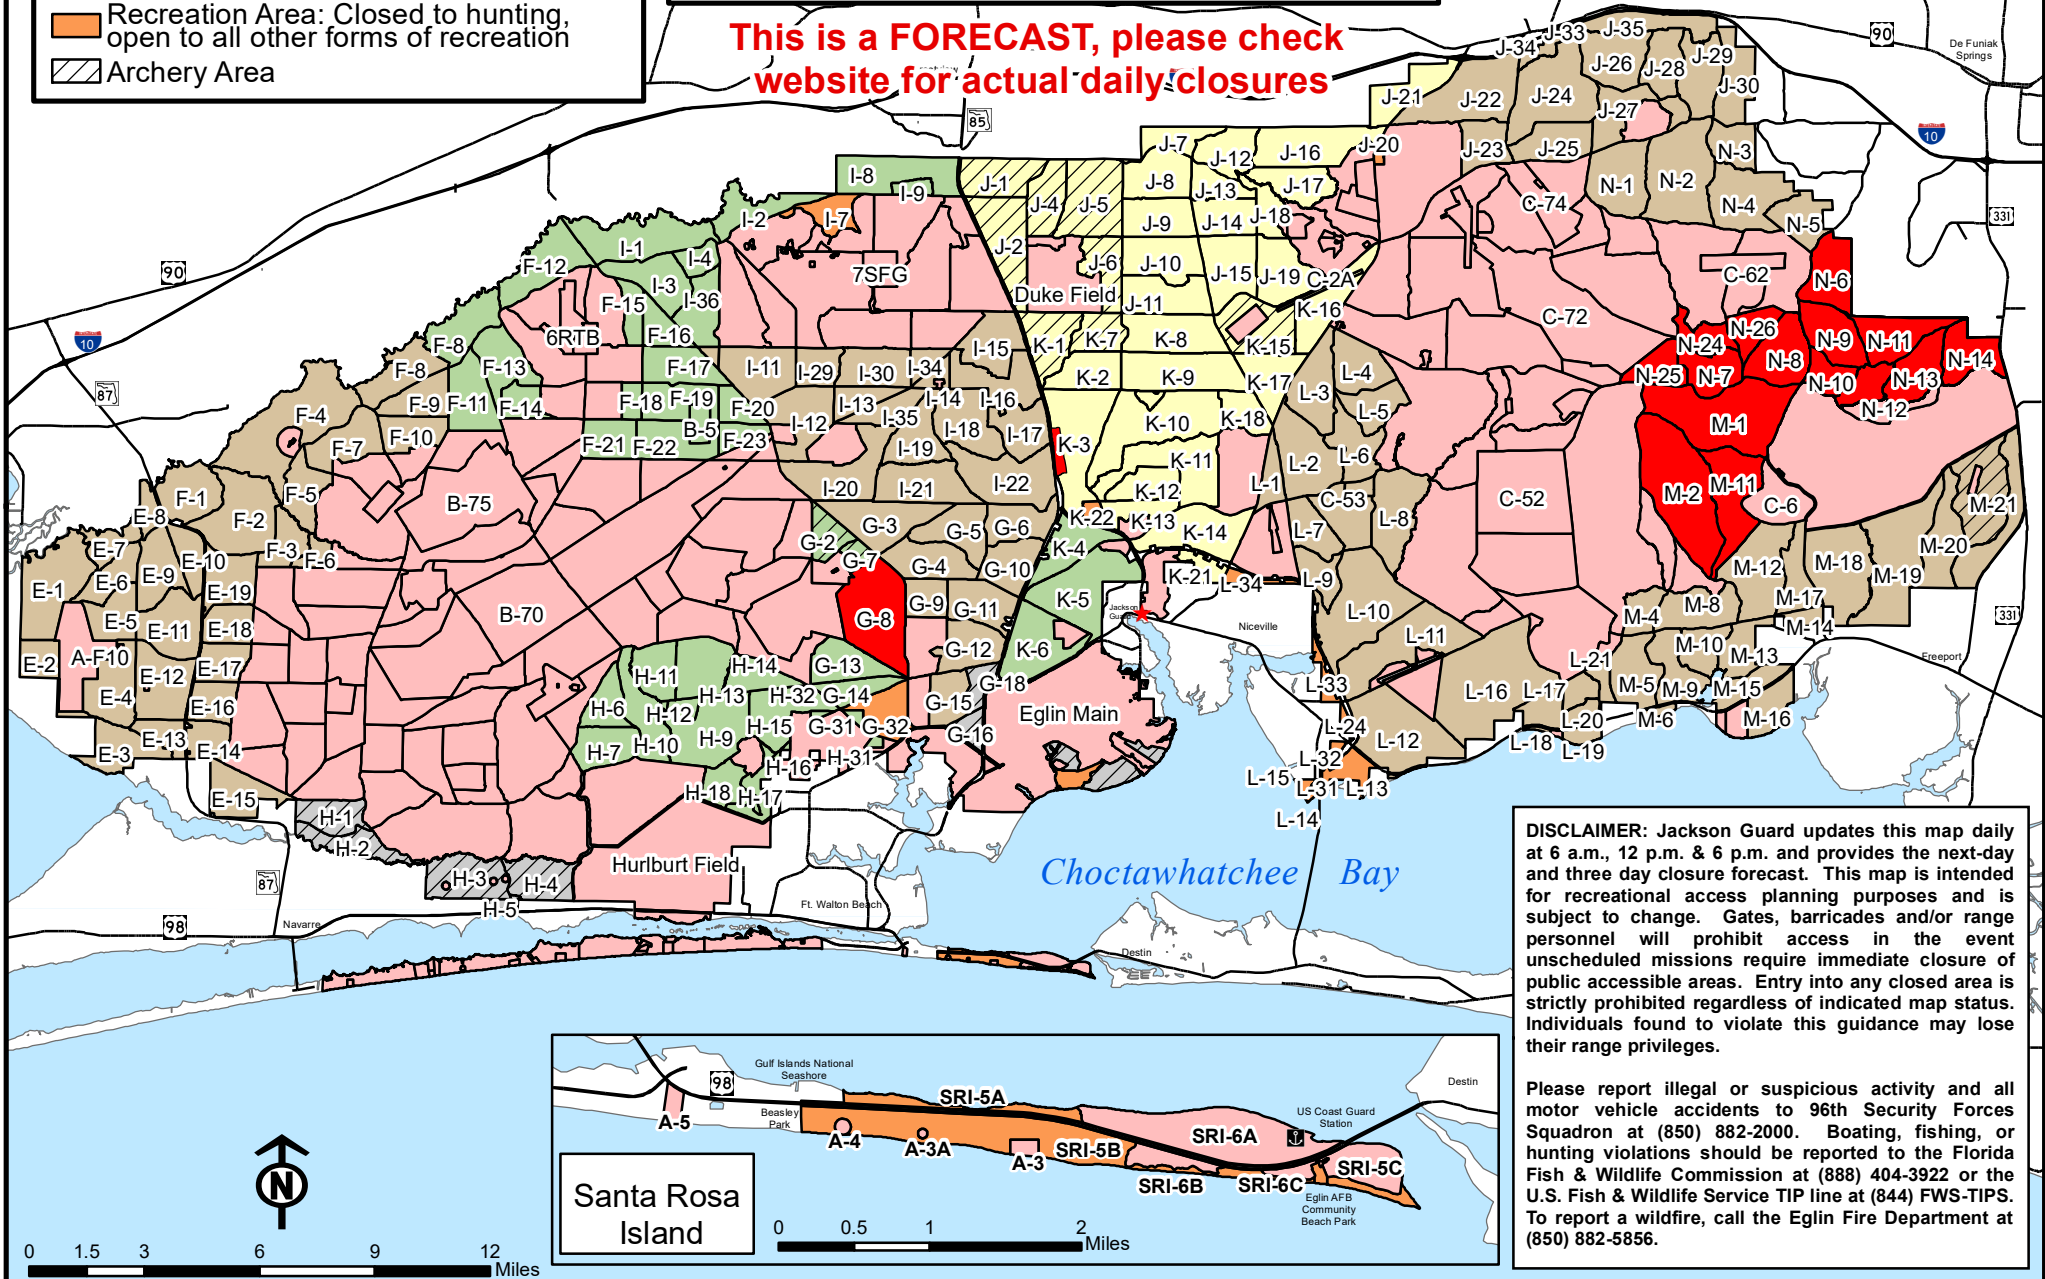 Recreation Area: Closed to hunting,
open to all other forms of recreation
Archery Area
This is a FORECAST, please check
website for actual daily closures
90
De Funiak
Springs
85
10
331
J-33 J-35
J-34
J-26 J-28 J-29
J-30
J-21 J-22 J-24
J-27
J-7 J-12 J-16 J-20 J-23 J-25
N-3
I-8 I-9 J-1 J-8 J-13 J-17
N-1 N-2
J-4 J-5
C-74
N-4
I-2 I-7
J-9 J-14 J-18
N-5
90
I-1 J-2
F-12 I-4 J-6 J-10 J-15 J-19 C-2A
7SFG
C-62
N-6
I-3 I-36
F-15
Duke Field
J-11 K-16
C-72
10
6RTB F-16
K-1 K-7 K-8 K-15
N-26
N-24 N-8 N-9 N-11
N-14
F-8
F-8 F-13 F-17 I-11 I-29 I-30 I-34 I-15
K-2 K-9 K-17 L-3 L-4
N-25 N-7 N-10 N-13
N-12
87
F-4 F-9 F-11 F-14 F-18 F-19 F-20 I-13 I-14 I-16
I-12 I-35
B-5
K-10 K-18 L-5
M-1
F-7 F-10 F-21 F-22 F-23 I-19 I-18 I-17 K-3
K-11 L-2 L-6
F-1 F-5
B-75
I-20 I-21 I-22
K-12 L-1
C-53
C-52
M-2 M-11
C-6
M-21
E-8 F-2
G-3 G-5 G-6
K-22 K-13 K-14 L-7 L-8
E-7 E-10 F-3 F-6
G-2 G-7 K-4
M-20
E-1 E-6 E-9 E-19
G-4 G-10
K-21 L-34 L-9
M-12 M-18 M-19
E-5 E-11 E-18
B-70
G-8 G-9 G-11 K-5
Jackson
Guard
Niceville
L-10
M-4 M-8 M-17
M-14
331
E-2 A-F10 E-12 E-17
H-11 H-14 G-13 G-12 K-6
L-11
L-21 M-10 M-13
Freeport
E-4 E-16
H-6 H-12 H-13 H-32 G-14 G-15 G-18
L-33 L-16 L-17 M-5 M-9 M-15
Eglin Main
E-3 E-13 E-14
H-7 H-10 H-9 H-15 G-31 G-32 G-16
L-24 L-12 L-20 M-6 M-16
L-18 L-19
H-16 H-31
L-32
L-15 L-31 L-13
E-15 H-18 H-17
L-14
H-1
H-2
H-3 H-4
H-5
Hurlburt Field
87
98
Navarre
Ft. Walton Beach
Destin
Choctawhatchee Bay
DISCLAIMER: Jackson Guard updates this map daily
at 6 a.m., 12 p.m. & 6 p.m. and provides the next-day
and three day closure forecast. This map is intended
for recreational access planning purposes and is
subject to change. Gates, barricades and/or range
personnel will prohibit access in the event
unscheduled missions require immediate closure of
public accessible areas. Entry into any closed area is
strictly prohibited regardless of indicated map status.
Individuals found to violate this guidance may lose
their range privileges.
Please report illegal or suspicious activity and all
motor vehicle accidents to 96th Security Forces
Squadron at (850) 882-2000. Boating, fishing, or
hunting violations should be reported to the Florida
Fish & Wildlife Commission at (888) 404-3922 or the
U.S. Fish & Wildlife Service TIP line at (844) FWS-TIPS.
To report a wildfire, call the Eglin Fire Department at
(850) 882-5856.
Gulf Islands National
Seashore
98
Beasley
Park
A-5
A-4
A-3A
A-3
SRI-5A
SRI-5B
SRI-6A
SRI-6B
SRI-6C
SRI-5C
US Coast Guard
Station
Destin
Eglin AFB
Community
Beach Park
Santa Rosa
Island
0 0.5 1 2
Miles
N
0 1.5 3 6 9 12
Miles